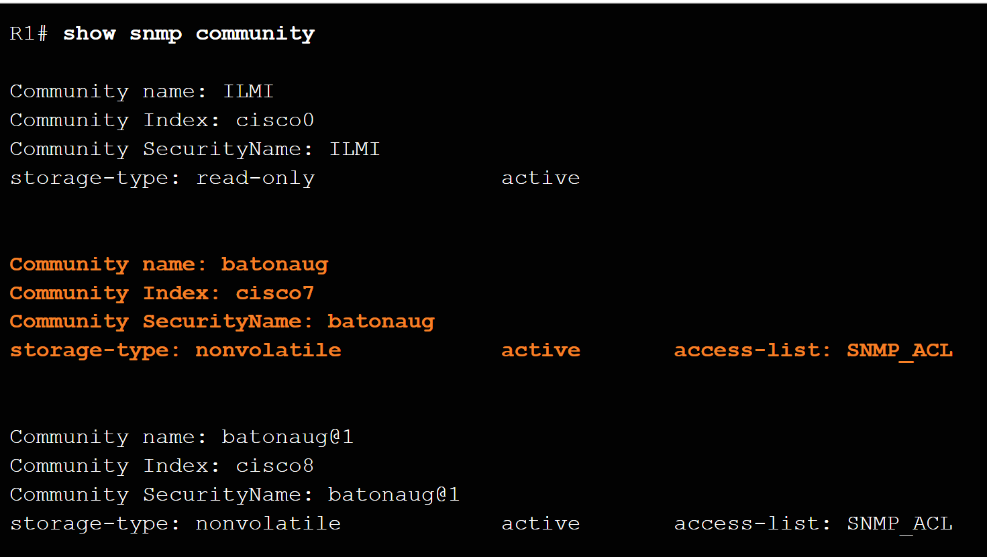 R1# show snmp community
Community name: ILMI
Community Index: cisco0
Community SecurityName: ILMI
storage-type: read-only active
Community name: batonaug
Community Index: cisco7
Community SecurityName: batonaug
storage-type: nonvolatile active access-list: SNMP_ACL
Community name: batonaug@1
Community Index: cisco8
Community SecurityName: batonaug@1
storage-type: nonvolatile active access-list: SNMP_ACL